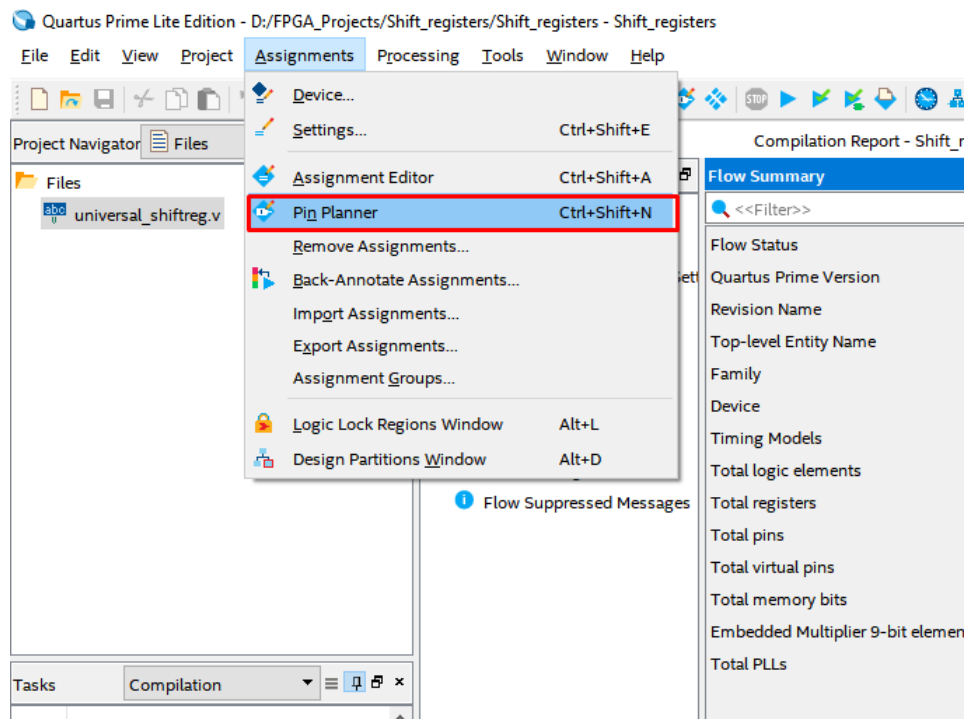 Quartus Prime Lite Edition - D:/FPGA_Projects/Shift_registers/Shift_registers - Shift_registers
File Edit View Project Assignments Processing Tools Window Help
Device...
STOP
Settings... Ctrl+Shift+E
Project Navigator Files
Compilation Report - Shift_r
Files
Assignment Editor Ctrl+Shift+A
Flow Summary
abc universal_shiftreg.v
Pin Planner Ctrl+Shift+N
<<Filter>>
Remove Assignments...
Flow Status
Back-Annotate Assignments...
Quartus Prime Version
Import Assignments...
Revision Name
Export Assignments...
Top-level Entity Name
Assignment Groups...
Family
Device
Logic Lock Regions Window Alt+L
Timing Models
Design Partitions Window Alt+D
Total logic elements
Flow Suppressed Messages
Total registers
Total pins
Total virtual pins
Total memory bits
Embedded Multiplier 9-bit elemen
Total PLLs
Tasks Compilation